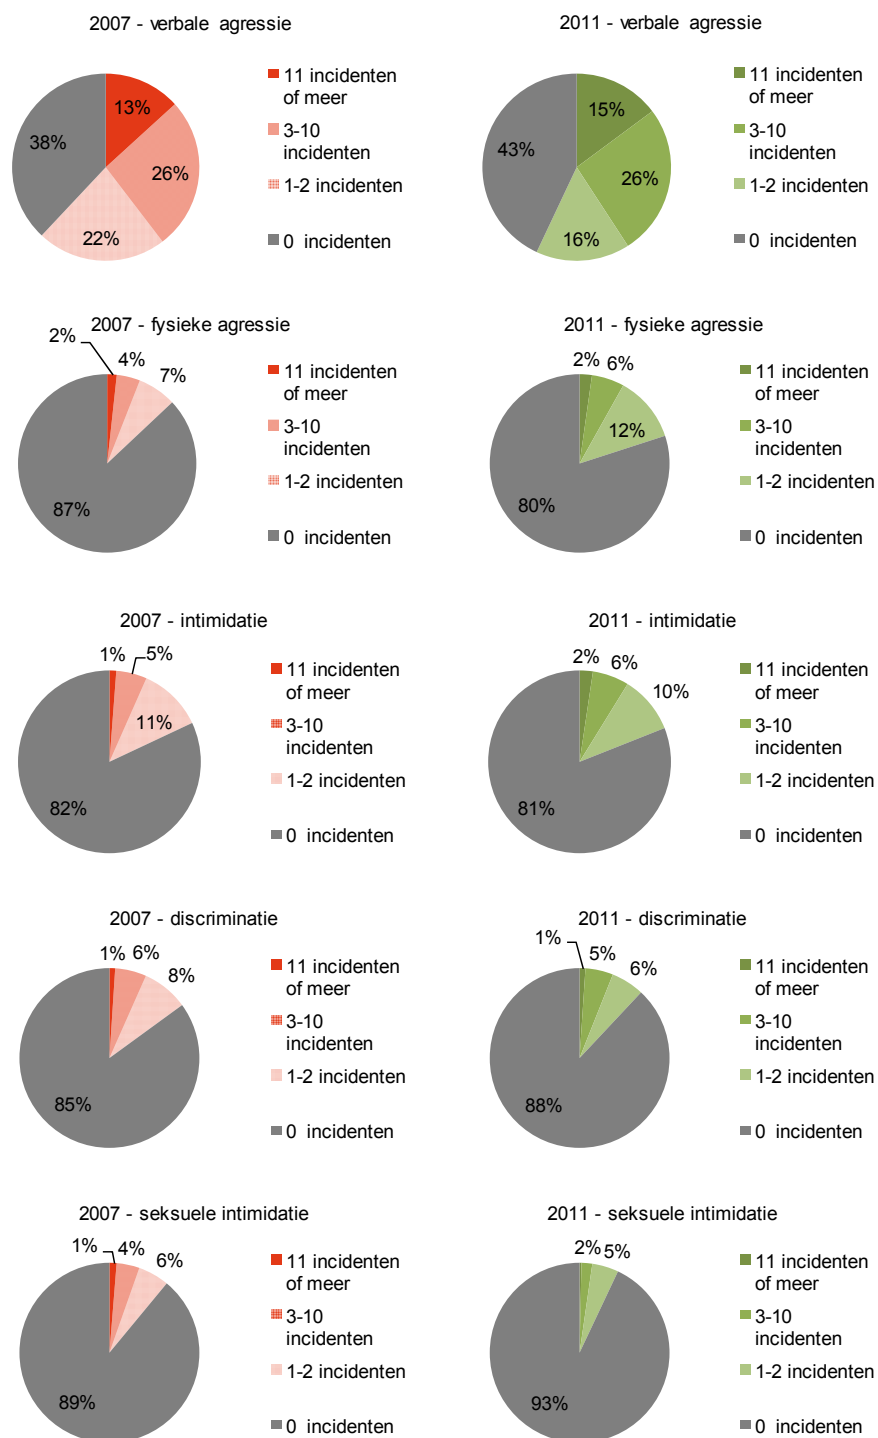 2007 - verbale agressie
13%
26%
22%
38%
11 incidenten
of meer
3-10
incidenten
1-2 incidenten
0 incidenten
2011 - verbale agressie
15%
26%
16%
43%
11 incidenten
of meer
3-10
incidenten
1-2 incidenten
0 incidenten
2007 - fysieke agressie
2%
4%
7%
87%
11 incidenten
of meer
3-10
incidenten
1-2 incidenten
0 incidenten
2011 - fysieke agressie
2%
6%
12%
80%
11 incidenten
of meer
3-10
incidenten
1-2 incidenten
0 incidenten
2007 - intimidatie
1%
5%
11%
82%
11 incidenten
of meer
3-10
incidenten
1-2 incidenten
0 incidenten
2011 - intimidatie
2%
6%
10%
81%
11 incidenten
of meer
3-10
incidenten
1-2 incidenten
0 incidenten
2007 - discriminatie
1%
6%
8%
85%
11 incidenten
of meer
3-10
incidenten
1-2 incidenten
0 incidenten
2011 - discriminatie
1%
5%
6%
88%
11 incidenten
of meer
3-10
incidenten
1-2 incidenten
0 incidenten
2007 - seksuele intimidatie
1%
4%
6%
89%
11 incidenten
of meer
3-10
incidenten
1-2 incidenten
0 incidenten
2011 - seksuele intimidatie
2%
5%
93%
11 incidenten
of meer
3-10
incidenten
1-2 incidenten
0 incidenten